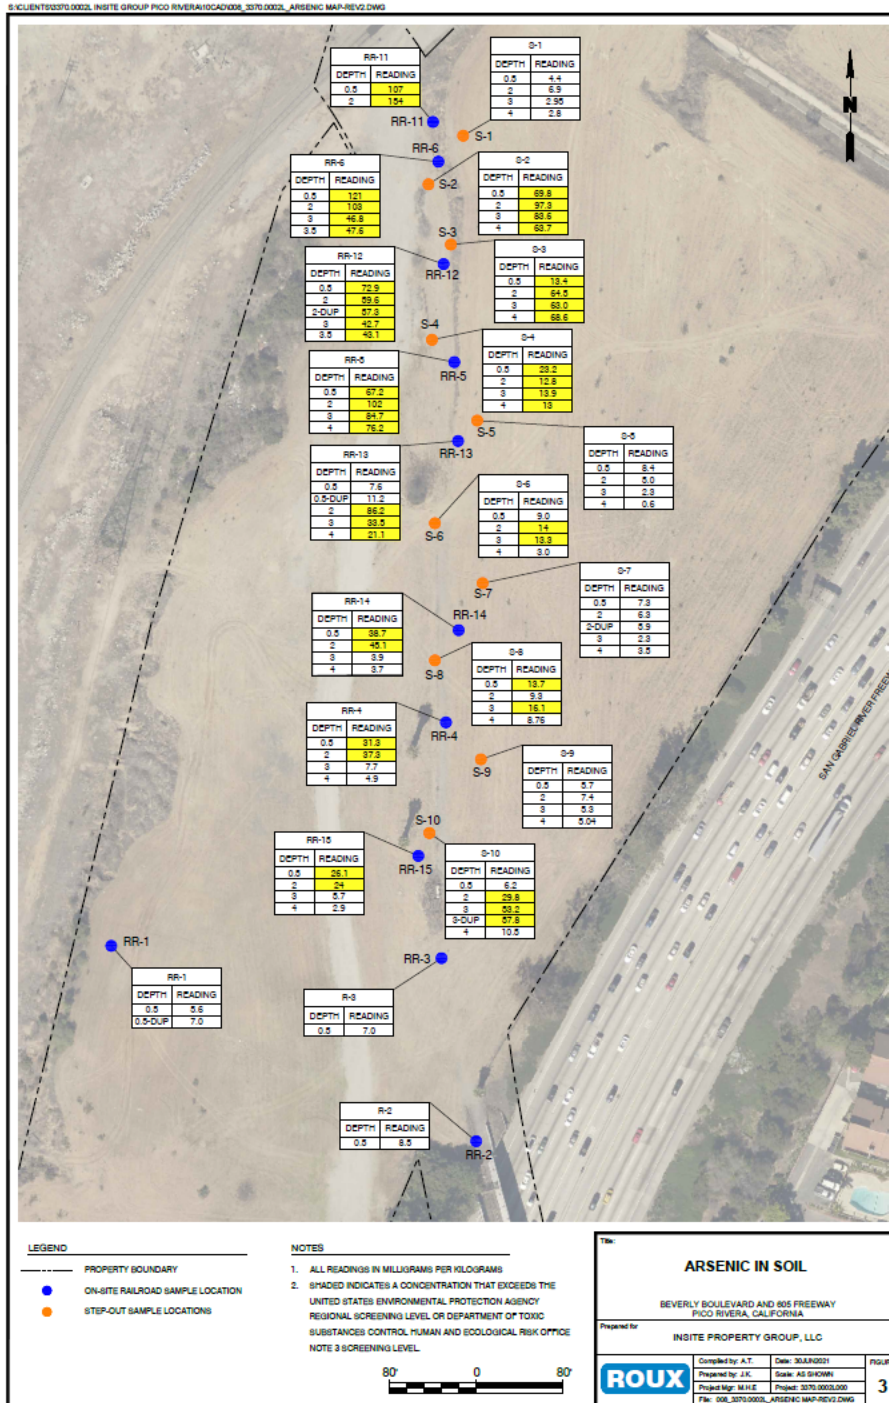 S:\CLIENTS\3370.0002L INSITE GROUP PICO RIVERA\10CAD\008_3370.0002L_ARSENIC MAP-REV2.DWG
RR-11
DEPTH READING
0.5 107
2 154
S-1
DEPTH READING
0.5 4.4
2 6.9
3 2.95
4 2.8
N
RR-11
S-1
RR-6
RR-6
DEPTH READING
0.5 121
2 103
3 46.8
3.5 47.6
S-2
S-2
DEPTH READING
0.5 69.8
2 97.3
3 83.6
4 63.7
S-3
RR-12
RR-12
DEPTH READING
0.5 72.9
2 59.6
2-DUP 57.3
3 42.7
3.5 43.1
S-3
DEPTH READING
0.5 13.4
2 64.5
3 63.0
4 68.6
S-4
RR-5
RR-5
DEPTH READING
0.5 67.2
2 102
3 84.7
4 76.2
S-4
DEPTH READING
0.5 23.2
2 12.8
3 13.9
4 13
S-5
RR-13
S-5
DEPTH READING
0.5 8.4
2 5.0
3 2.3
4 0.6
RR-13
DEPTH READING
0.5 7.6
0.5-DUP 11.2
2 86.2
3 33.5
4 21.1
S-6
DEPTH READING
0.5 9.0
2 14
3 13.3
4 3.0
S-6
S-7
S-7
DEPTH READING
0.5 7.3
2 6.3
2-DUP 5.9
3 2.3
4 3.5
RR-14
DEPTH READING
0.5 38.7
2 45.1
3 3.9
4 3.7
RR-14
S-8
S-8
DEPTH READING
0.5 13.7
2 9.3
3 16.1
4 8.76
RR-4
DEPTH READING
0.5 31.3
2 37.3
3 7.7
4 4.9
RR-4
S-9
S-9
DEPTH READING
0.5 5.7
2 7.4
3 5.3
4 5.04
SAN GABRIEL RIVER FREEWAY
S-10
RR-15
DEPTH READING
0.5 26.1
2 24
3 5.7
4 2.9
RR-15
S-10
DEPTH READING
0.5 6.2
2 29.8
3 53.2
3-DUP 57.8
4 10.5
RR-1
RR-1
DEPTH READING
0.5 5.6
0.5-DUP 7.0
RR-3
R-3
DEPTH READING
0.5 7.0
R-2
DEPTH READING
0.5 8.5
RR-2
LEGEND
PROPERTY BOUNDARY
ON-SITE RAILROAD SAMPLE LOCATION
STEP-OUT SAMPLE LOCATIONS
NOTES
1. ALL READINGS IN MILLIGRAMS PER KILOGRAMS
2. SHADED INDICATES A CONCENTRATION THAT EXCEEDS THE
UNITED STATES ENVIRONMENTAL PROTECTION AGENCY
REGIONAL SCREENING LEVEL OR DEPARTMENT OF TOXIC
SUBSTANCES CONTROL HUMAN AND ECOLOGICAL RISK OFFICE
NOTE 3 SCREENING LEVEL.
80' 0 80'
Title:
ARSENIC IN SOIL
BEVERLY BOULEVARD AND 605 FREEWAY
PICO RIVERA, CALIFORNIA
Prepared for
INSITE PROPERTY GROUP, LLC
ROUX
Compiled by: A.T. Date: 30JUN2021
Prepared by: J.K. Scale: AS SHOWN
Project Mgr: M.H.E Project: 3370.0002L000
File: 008_3370.0002L_ARSENIC MAP-REV2.DWG
FIGUR
3